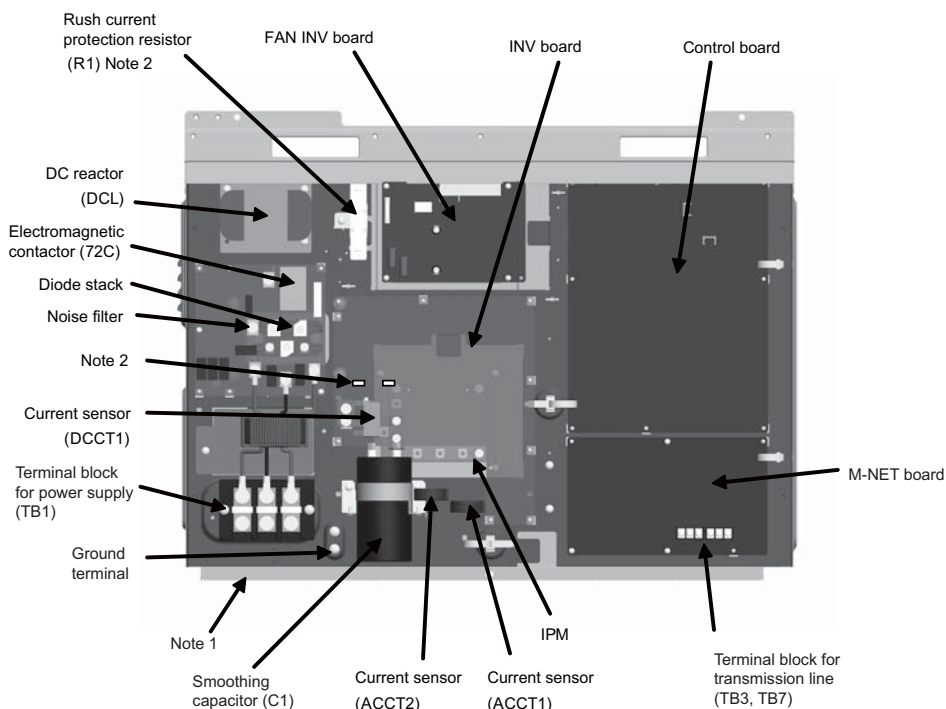 Rush current
protection resistor
(R1) Note 2
FAN INV board
INV board
Control board
DC reactor
(DCL)
Electromagnetic
contactor (72C)
Diode stack
Noise filter
Note 2
Current sensor
(DCCT1)
Terminal block
for power supply
(TB1)
Ground
terminal
Note 1
Smoothing
capacitor (C1)
Current sensor
(ACCT2)
Current sensor
(ACCT1)
IPM
M-NET board
Terminal block for
transmission line
(TB3, TB7)